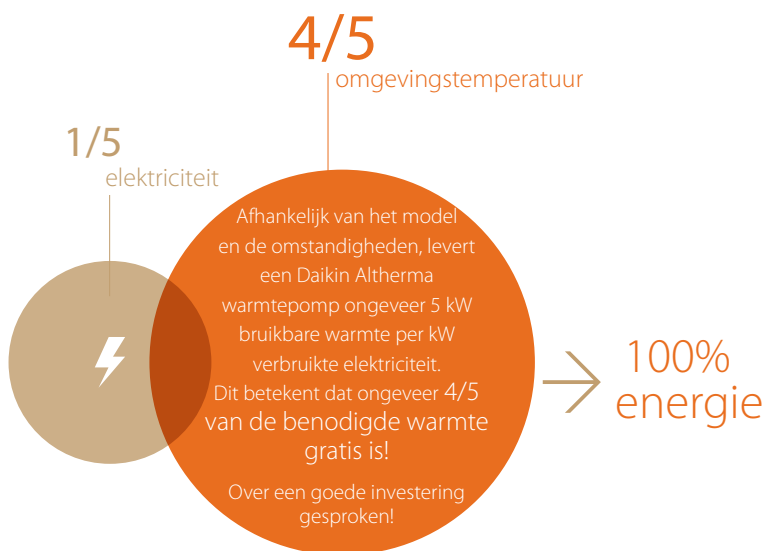 4/5
omgevingstemperatuur
1/5
elektriciteit
Afhankelijk van het model
en de omstandigheden, levert
een Daikin Altherma
warmtepomp ongeveer 5 kW
bruikbare warmte per kW
verbruikte elektriciteit.
Dit betekent dat ongeveer 4/5
van de benodigde warmte
gratis is!
Over een goede investering
gesproken!
100%
energie